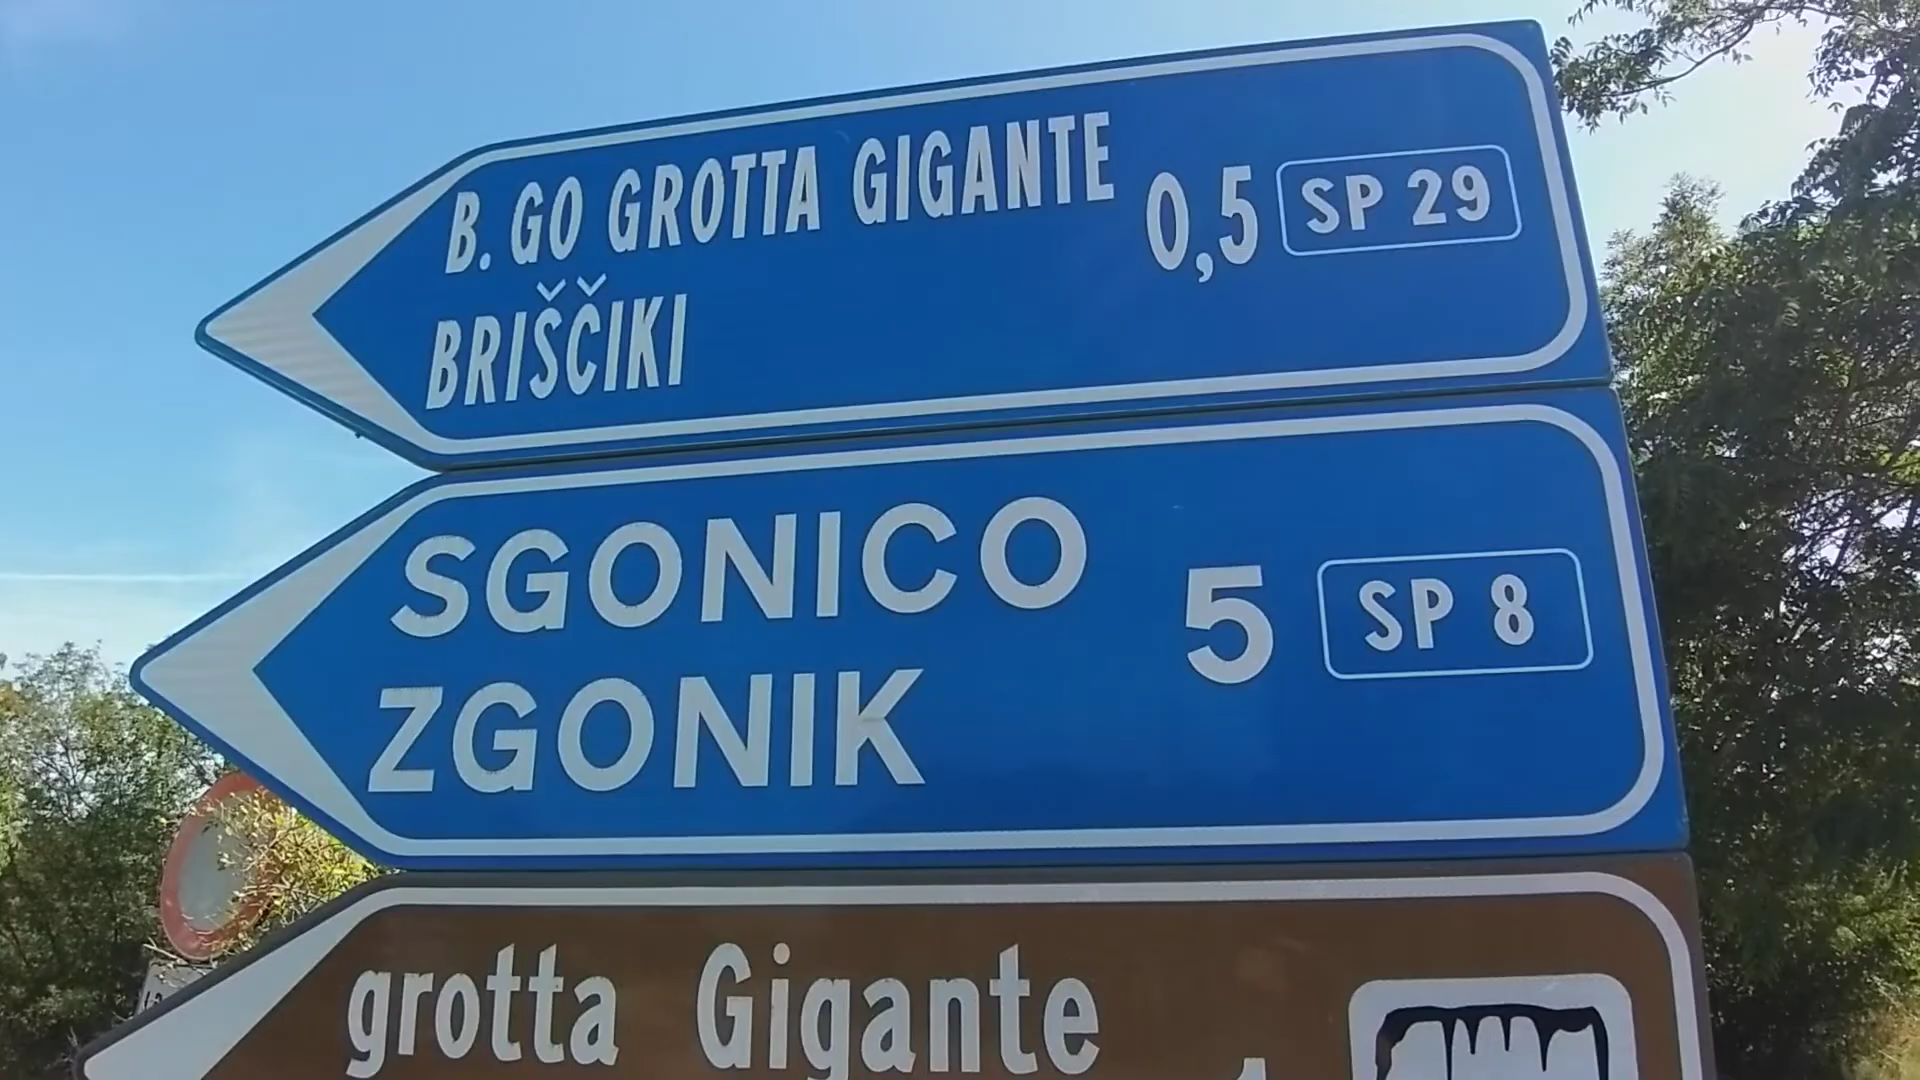 B. GO GROTTA GIGANTE 0,5 SP 29
BRIŠČIKI
SGONICO 5 SP 8
ZGONIK
grotta Gigante